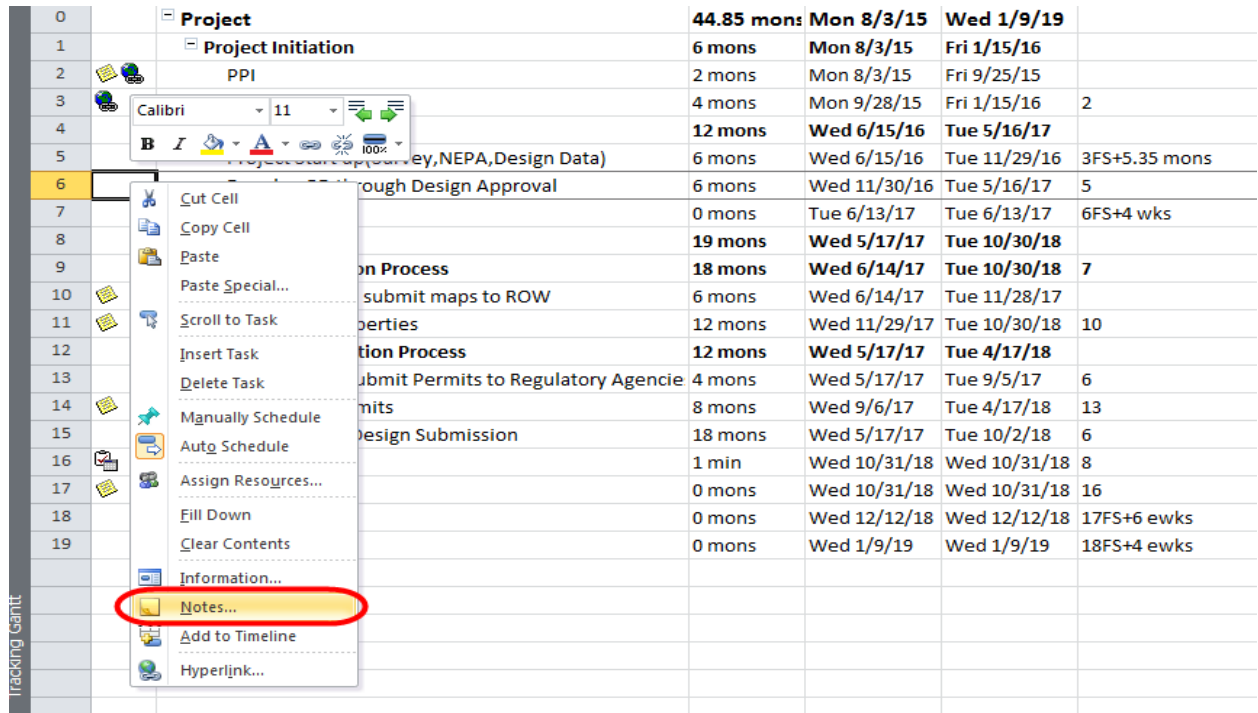 0 Project 44.85 mons Mon 8/3/15 Wed 1/9/19
1 Project Initiation 6 mons Mon 8/3/15 Fri 1/15/16
2 PPI 2 mons Mon 8/3/15 Fri 9/25/15
3 4 mons Mon 9/28/15 Fri 1/15/16 2
Calibri 11
4 12 mons Wed 6/15/16 Tue 5/16/17
B I A 100%
5 Project Start up(Survey,NEPA,Design Data) 6 mons Wed 6/15/16 Tue 11/29/16 3FS+5.35 mons
6 through Design Approval 6 mons Wed 11/30/16 Tue 5/16/17 5
Cut Cell
7 0 mons Tue 6/13/17 Tue 6/13/17 6FS+4 wks
Copy Cell
8 19 mons Wed 5/17/17 Tue 10/30/18
Paste
9 on Process 18 mons Wed 6/14/17 Tue 10/30/18 7
Paste Special...
10 submit maps to ROW 6 mons Wed 6/14/17 Tue 11/28/17
Scroll to Task
11 perties 12 mons Wed 11/29/17 Tue 10/30/18 10
Insert Task
12 tion Process 12 mons Wed 5/17/17 Tue 4/17/18
Delete Task
13 ubmit Permits to Regulatory Agencie 4 mons Wed 5/17/17 Tue 9/5/17 6
Manually Schedule
14 mits 8 mons Wed 9/6/17 Tue 4/17/18 13
Auto Schedule
15 Design Submission 18 mons Wed 5/17/17 Tue 10/2/18 6
16 1 min Wed 10/31/18 Wed 10/31/18 8
Assign Resources...
17 0 mons Wed 10/31/18 Wed 10/31/18 16
Fill Down
18 0 mons Wed 12/12/18 Wed 12/12/18 17FS+6 ewks
Clear Contents
19 0 mons Wed 1/9/19 Wed 1/9/19 18FS+4 ewks
Information...
Notes...
Add to Timeline
Hyperlink...
Tracking Gantt